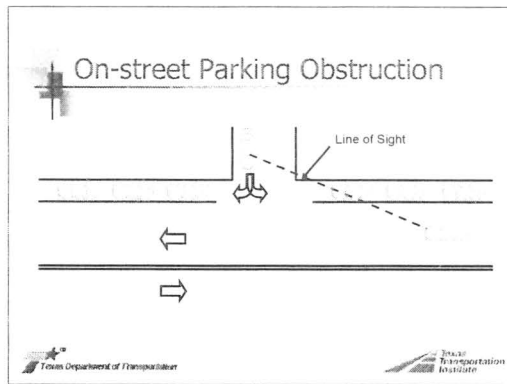 On-street Parking Obstruction
Line of Sight
Texas Department of Transportation
Texas
Transportation
Institute